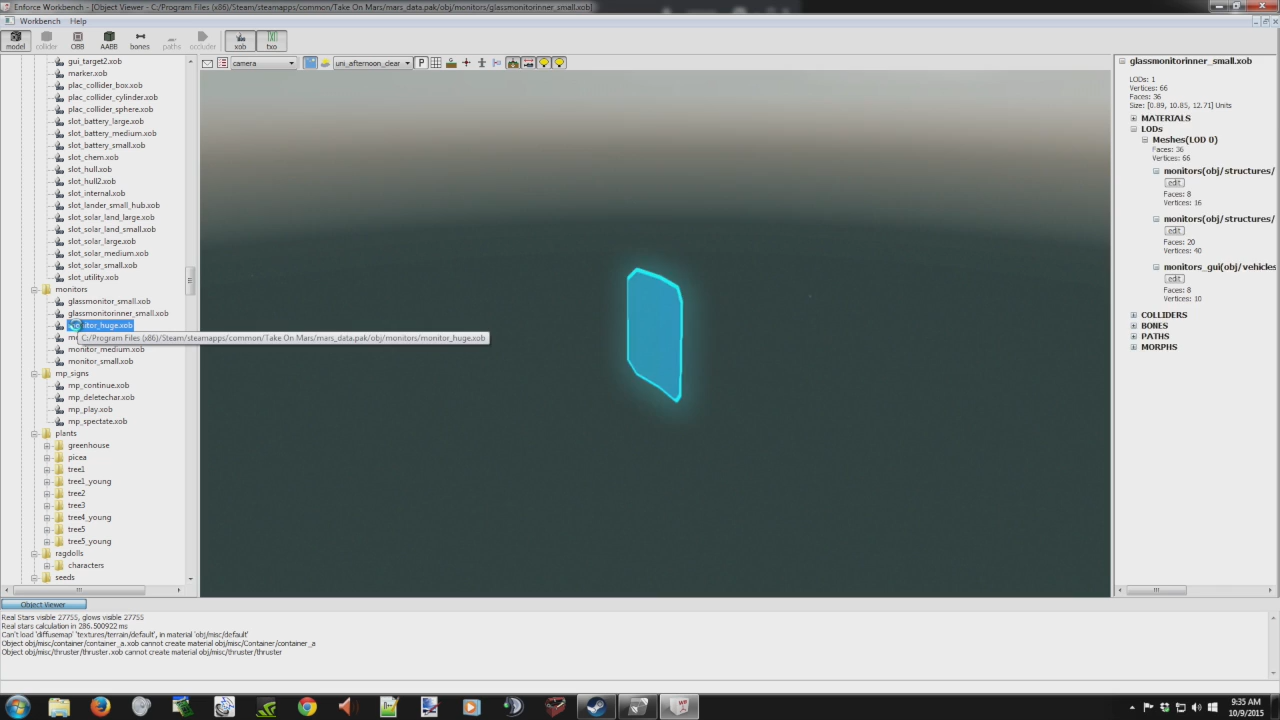 Enforce Workbench - [Object Viewer - C:/Program Files (x86)/Steam/steamapps/common/Take On Mars/mars_data.pak/obj/monitors/glassmonitorinner_small.xob]
Workbench Help
model collider OBB AABB bones paths occluder xob txo
camera uni_afternoon_clear P
gui_target2.xob
marker.xob
plac_collider_box.xob
plac_collider_cylinder.xob
plac_collider_sphere.xob
slot_battery_large.xob
slot_battery_medium.xob
slot_battery_small.xob
slot_chem.xob
slot_hull.xob
slot_hull2.xob
slot_internal.xob
slot_lander_small_hub.xob
slot_solar_land_large.xob
slot_solar_land_small.xob
slot_solar_large.xob
slot_solar_medium.xob
slot_solar_small.xob
slot_utility.xob
monitors
glassmonitor_small.xob
glassmonitorinner_small.xob
itor_huge.xob
C:/Program Files (x86)/Steam/steamapps/common/Take On Mars/mars_data.pak/obj/monitors/monitor_huge.xob
monitor_medium.xob
monitor_small.xob
mp_signs
mp_continue.xob
mp_deletechar.xob
mp_play.xob
mp_spectate.xob
plants
greenhouse
picea
tree1
tree1_young
tree2
tree3
tree4_young
tree5
tree5_young
ragdolls
characters
seeds
glassmonitorinner_small.xob
LODs: 1
Vertices: 66
Faces: 36
Size: [0.89, 10.85, 12.71] Units
MATERIALS
LODs
Meshes(LOD 0)
Faces: 36
Vertices: 66
monitors(obj/structures/
edit
Faces: 8
Vertices: 16
monitors(obj/structures/
edit
Faces: 20
Vertices: 40
monitors_gui(obj/vehicles
edit
Faces: 8
Vertices: 10
COLLIDERS
BONES
PATHS
MORPHS
Object Viewer
Real Stars visible 27755, glows visible 27755
Real stars calculation in 286.500922 ms
Can't load 'diffusemap' 'textures/terrain/default', in material 'obj/misc/default'
Object obj/misc/container/container_a.xob cannot create material obj/misc/Container/container_a
Object obj/misc/thruster/thruster.xob cannot create material obj/misc/thruster/thruster
9:35 AM
10/9/2015